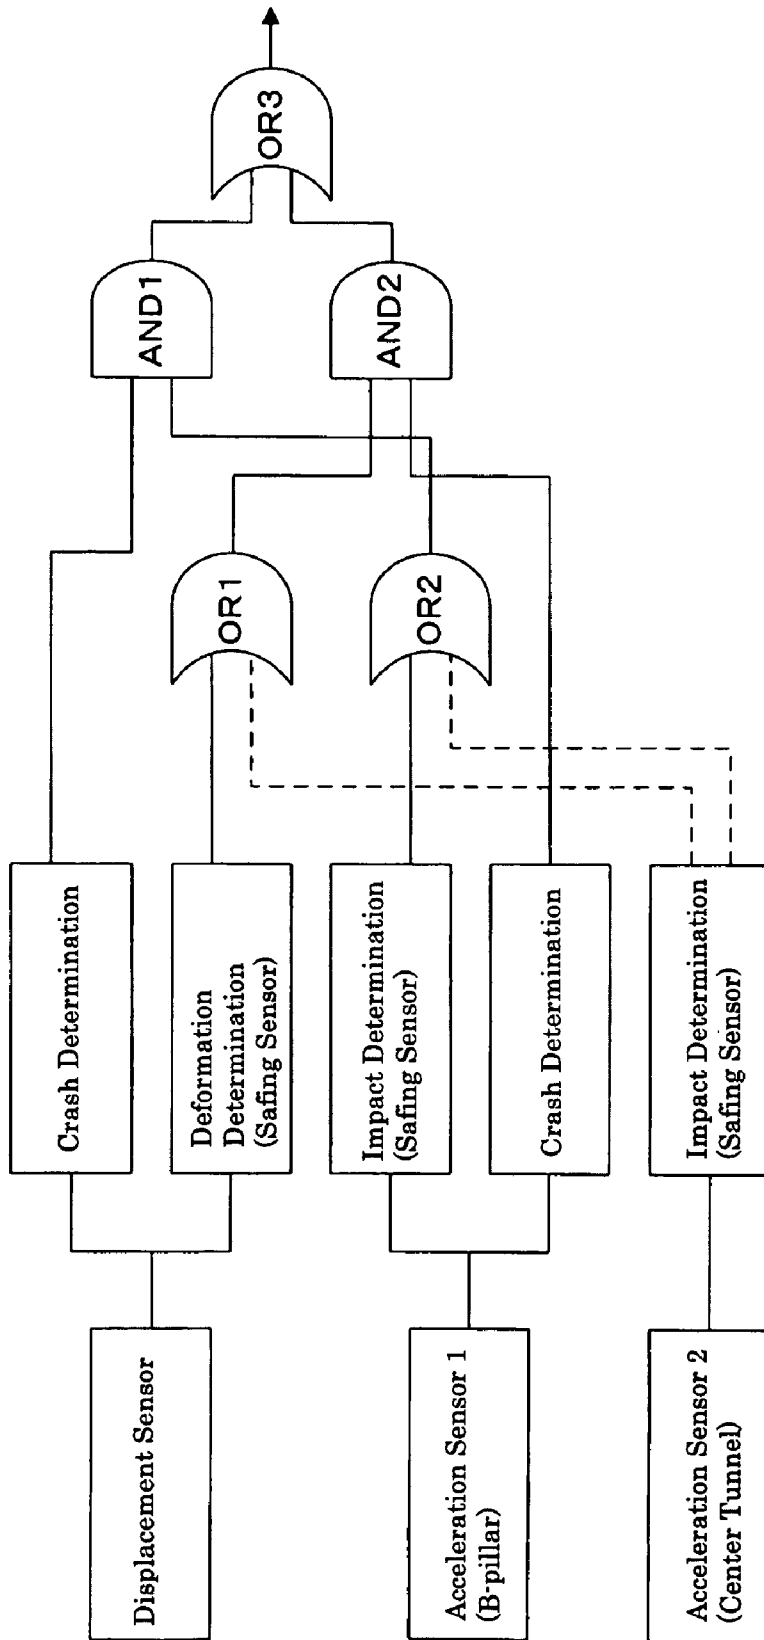 Displacement Sensor
Acceleration Sensor 1
(B-pillar)
Acceleration Sensor 2
(Center Tunnel)
Crash Determination
Deformation
Determination
(Safing Sensor)
Impact Determination
(Safing Sensor)
Crash Determination
Impact Determination
(Safing Sensor)
OR1
OR2
AND1
AND2
OR3